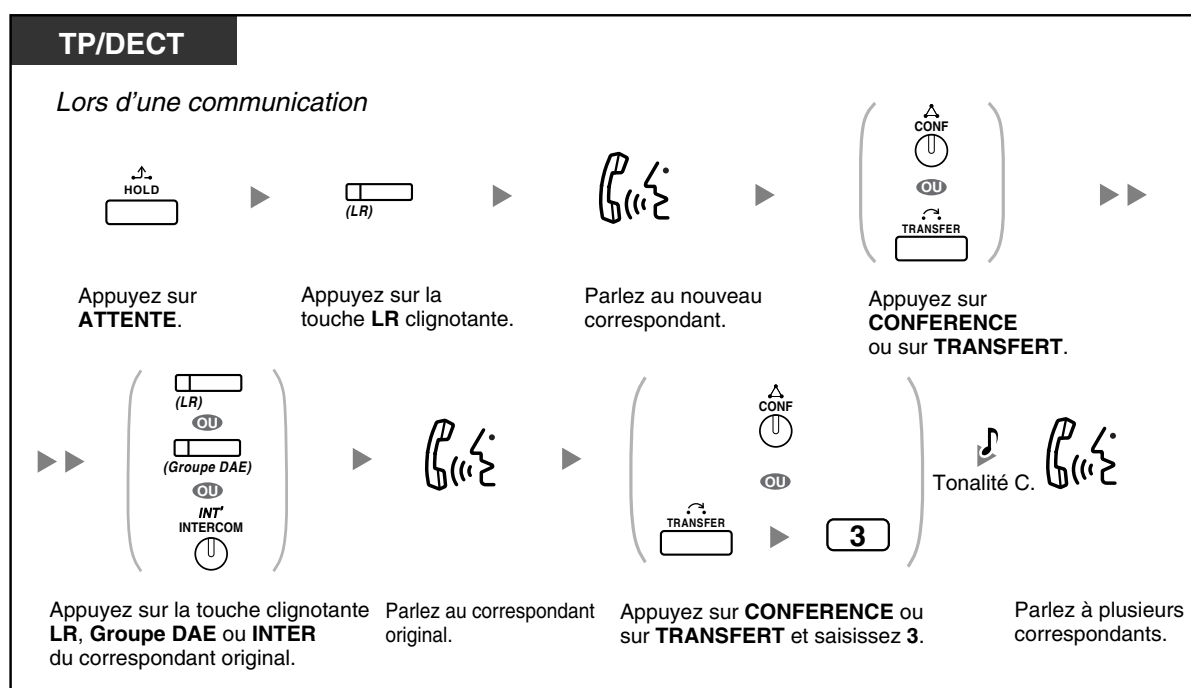 TP/DECT
Lors d'une communication
HOLD
(LR)
CONF
OU
TRANSFER
Appuyez sur
ATTENTE.
Appuyez sur la
touche LR clignotante.
Parlez au nouveau
correspondant.
Appuyez sur
CONFERENCE
ou sur TRANSFERT.
(LR)
OU
(Groupe DAE)
OU
INT'
INTERCOM
CONF
OU
TRANSFER
3
Tonalité C.
Appuyez sur la touche clignotante
LR, Groupe DAE ou INTER
du correspondant original.
Parlez au correspondant
original.
Appuyez sur CONFERENCE ou
sur TRANSFERT et saisissez 3.
Parlez à plusieurs
correspondants.